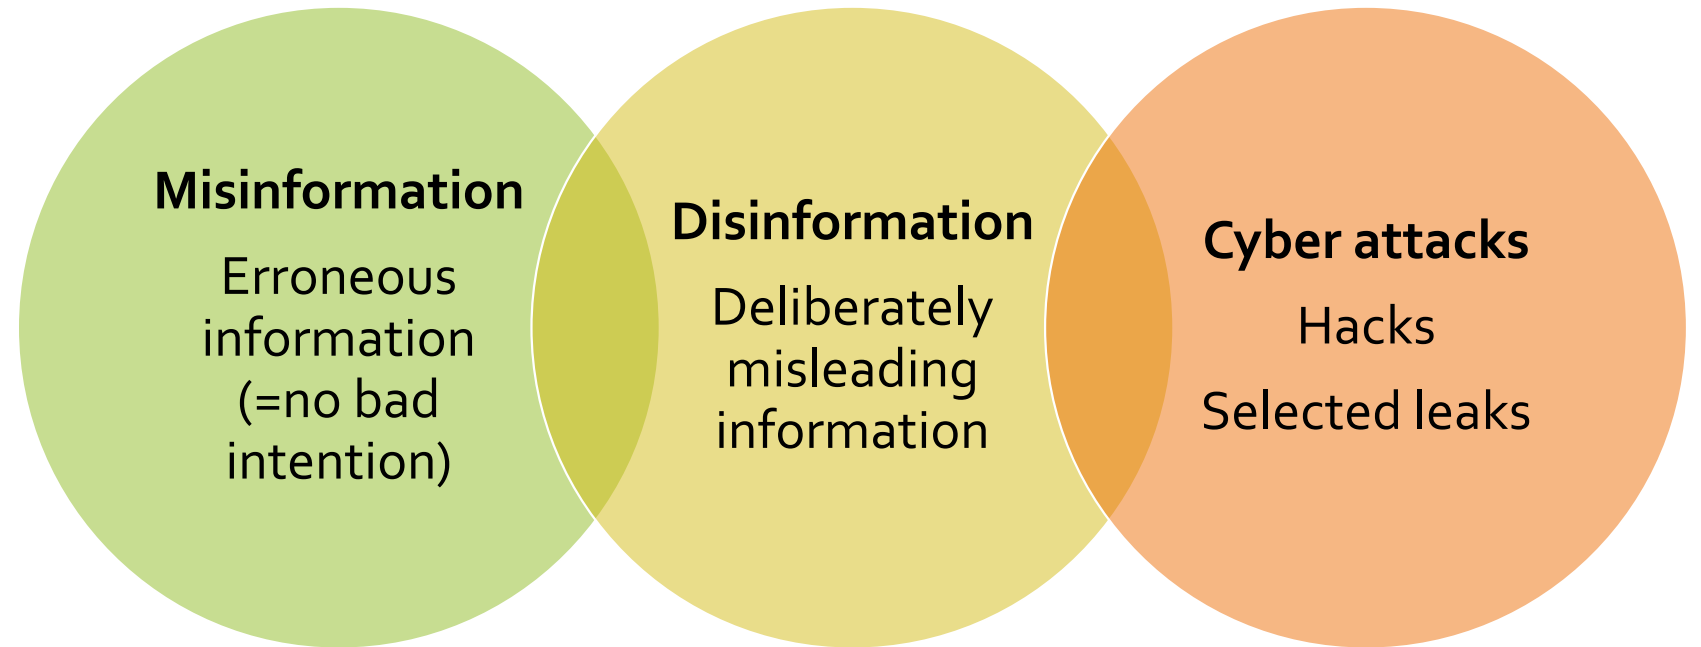 Misinformation
Erroneous
information
(=no bad
intention)
Disinformation
Deliberately
misleading
information
Cyber attacks
Hacks
Selected leaks